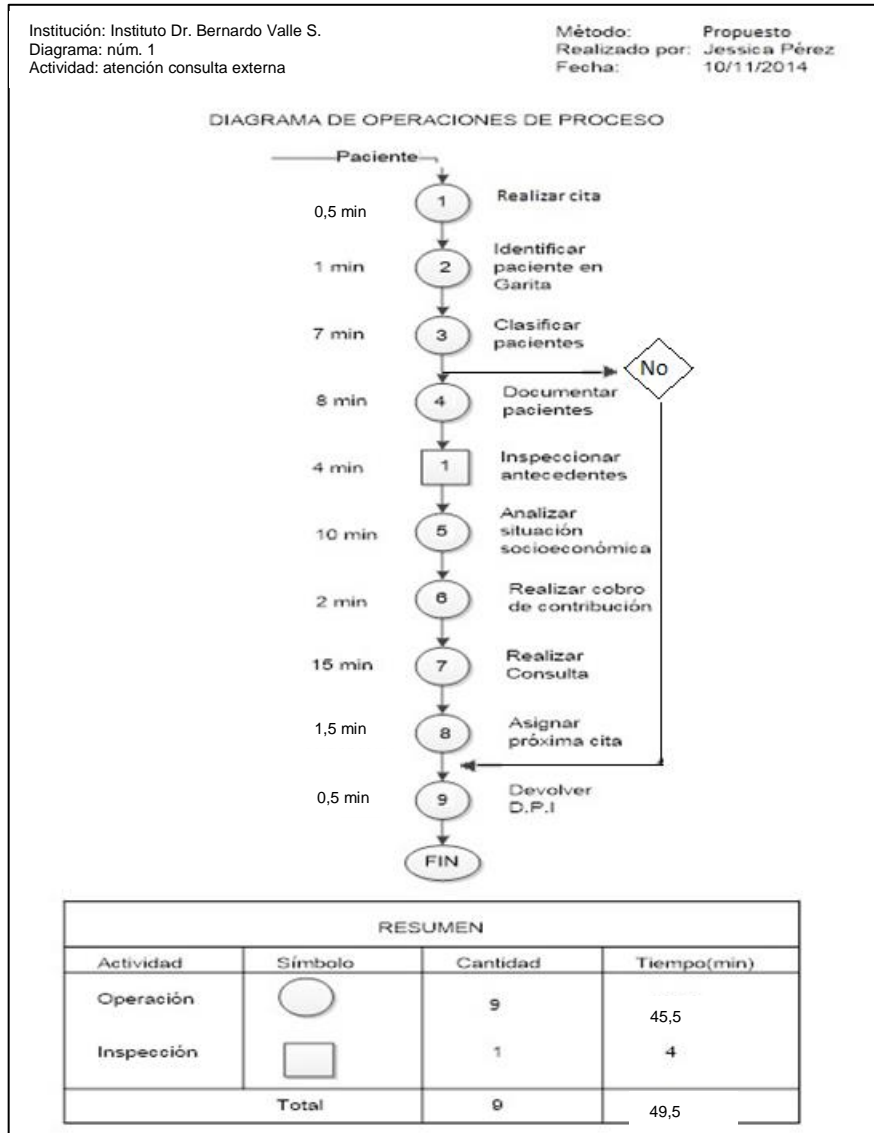 Institución: Instituto Dr. Bernardo Valle S.
Diagrama: núm. 1
Actividad: atención consulta externa
Método: Propuesto
Realizado por: Jessica Pérez
Fecha: 10/11/2014
DIAGRAMA DE OPERACIONES DE PROCESO
Paciente
0,5 min 1 Realizar cita
1 min 2 Identificar
paciente en
Garita
7 min 3 Clasificar
pacientes
No
8 min 4 Documentar
pacientes
4 min 1 Inspeccionar
antecedentes
10 min 5 Analizar
situación
socioeconómica
2 min 6 Realizar cobro
de contribución
15 min 7 Realizar
Consulta
1,5 min 8 Asignar
próxima cita
0,5 min 9 Devolver
D.P.I
FIN
RESUMEN
Actividad Símbolo Cantidad Tiempo(min)
Operación 9 45,5
Inspección 1 4
Total 9 49,5